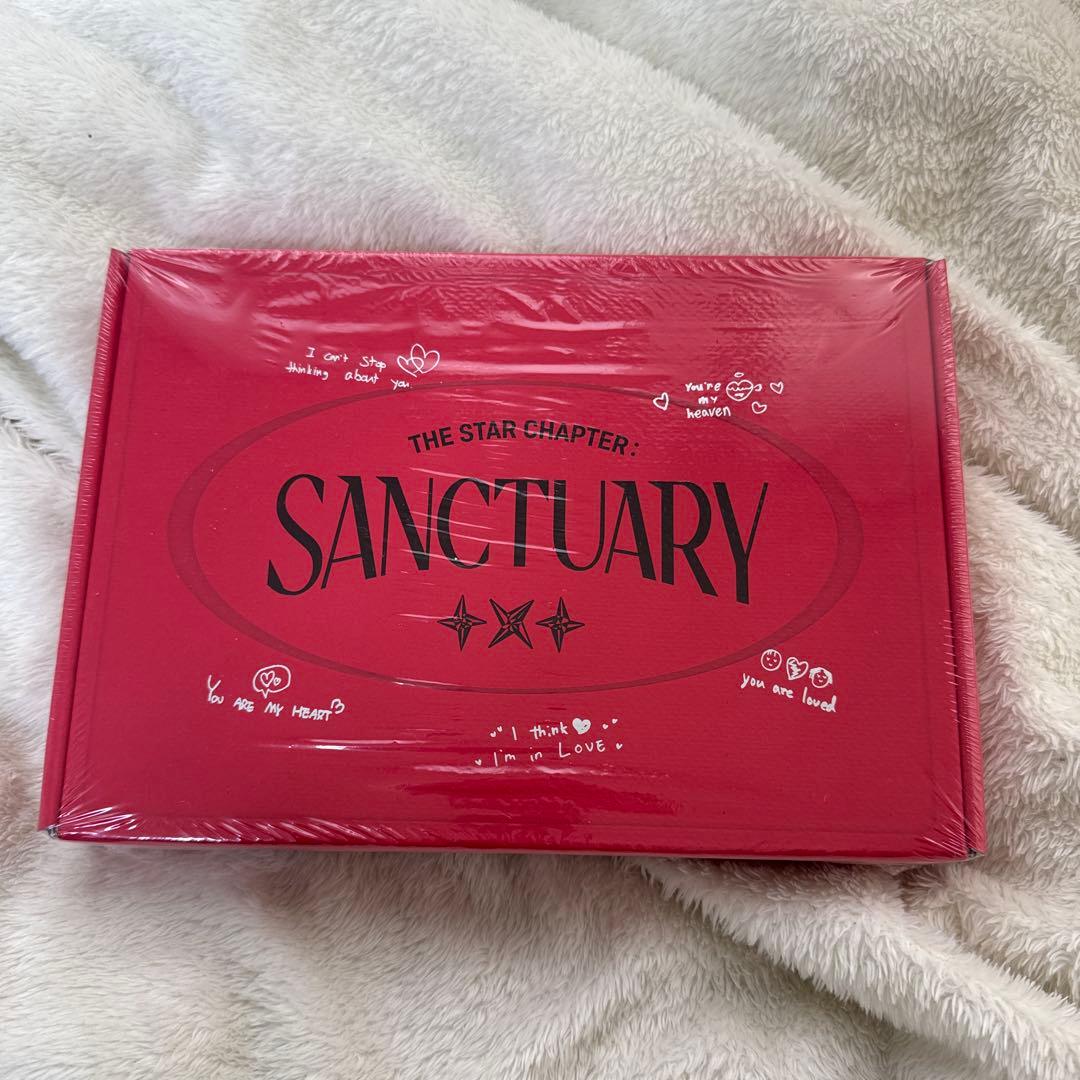 I can't stop
thinking about you.
You're
my
heaven
THE STAR CHAPTER:
SANCTUARY
YOU ARE MY HEART
you are loved
I think
I'm in LOVE